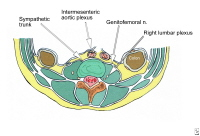 Intermesenteric
aortic plexus
Sympathetic
trunk
Genitofemoral n.
Right lumbar plexus
Colon